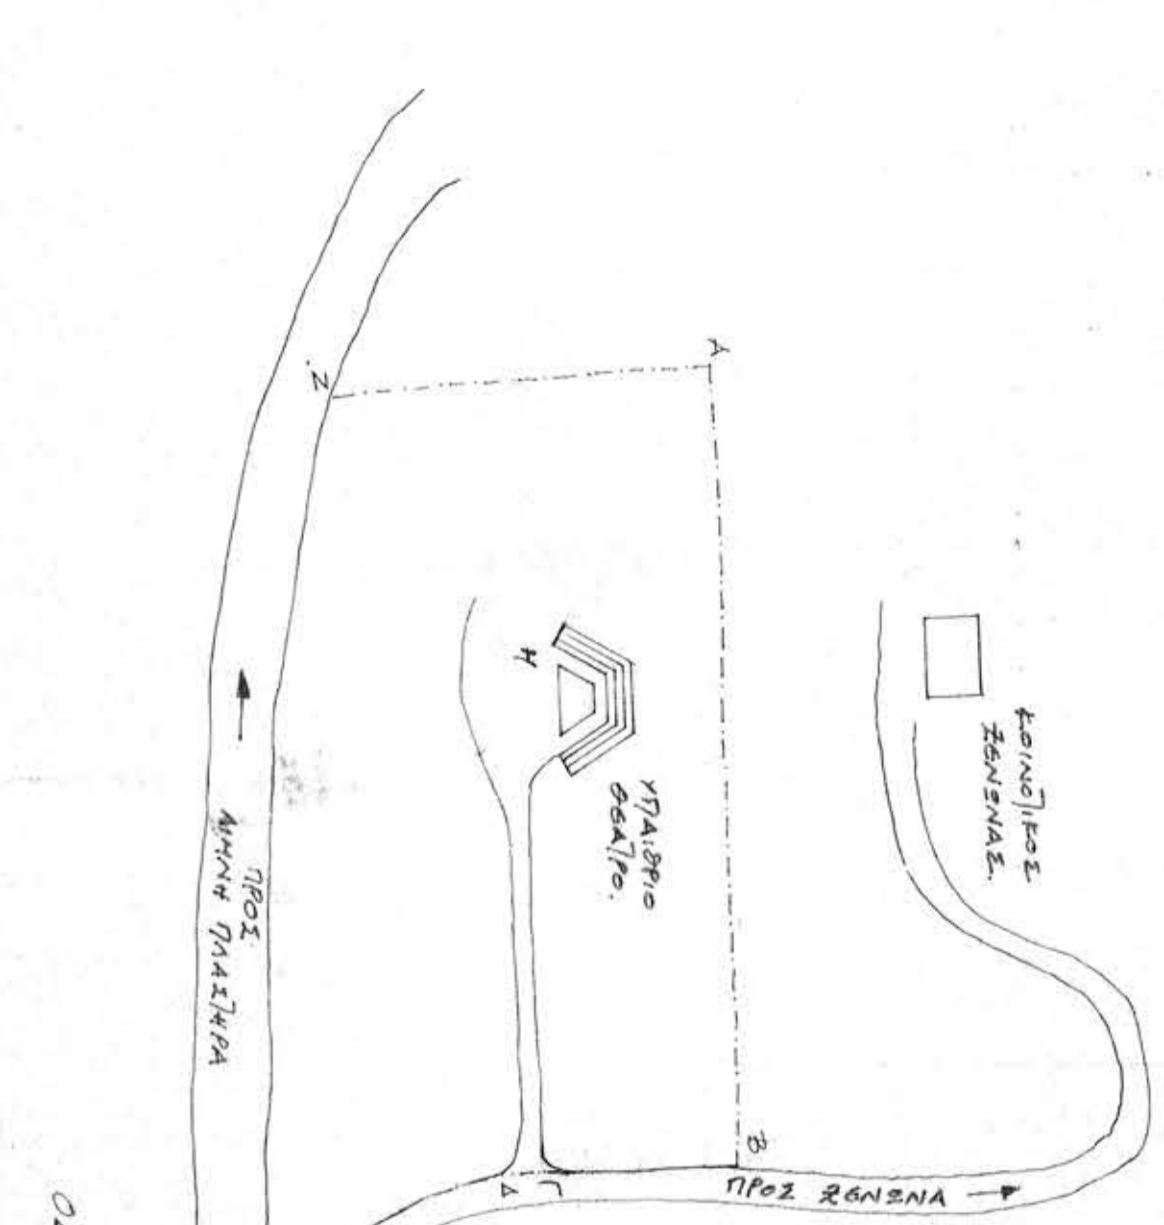 Α
Ζ
Η
ΚΟΙΝΟΤΙΚΟΣ
ΞΕΝΩΝΑΣ.
ΥΠΑΙΘΡΙΟ
ΘΕΑΤΡΟ.
ΠΡΟΣ
ΛΙΜΝΗ ΠΛΑΣΤΗΡΑ
Β
Δ
Γ
ΠΡΟΣ ΞΕΝΩΝΑ